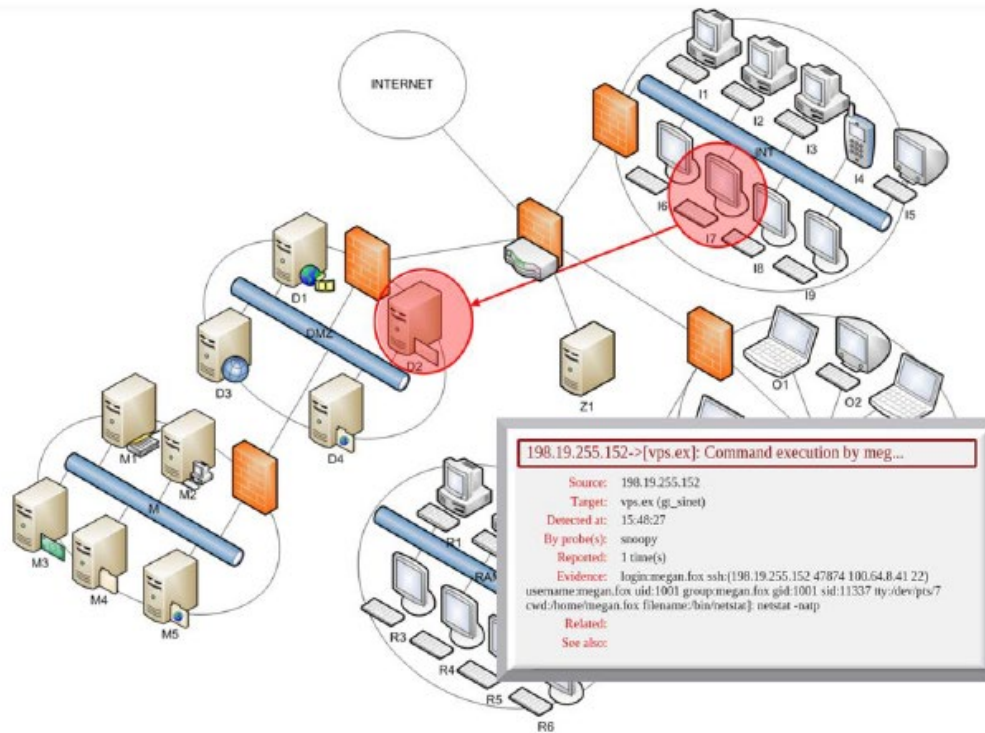 INTERNET
I1
I2
I3
INT
I4
I5
I6
I7
I8
I9
D1
DMZ
D2
D3
D4
Z1
O1
O2
M1
M2
M
M3
M4
M5
R1
R3
R4
R5
R6
198.19.255.152->[vps.ex]: Command execution by meg...
Source: 198.19.255.152
Target: vps.ex (gt_sinet)
Detected at: 15:48:27
By probe(s): snoopy
Reported: 1 time(s)
Evidence: login:megan.fox ssh:(198.19.255.152 47874 100.64.8.41 22)
username:megan.fox uid:1001 group:megan.fox gid:1001 sid:11337 tty:/dev/pts/7
cwd:/home/megan.fox filename:/bin/netstat]: netstat -natp
Related:
See also: